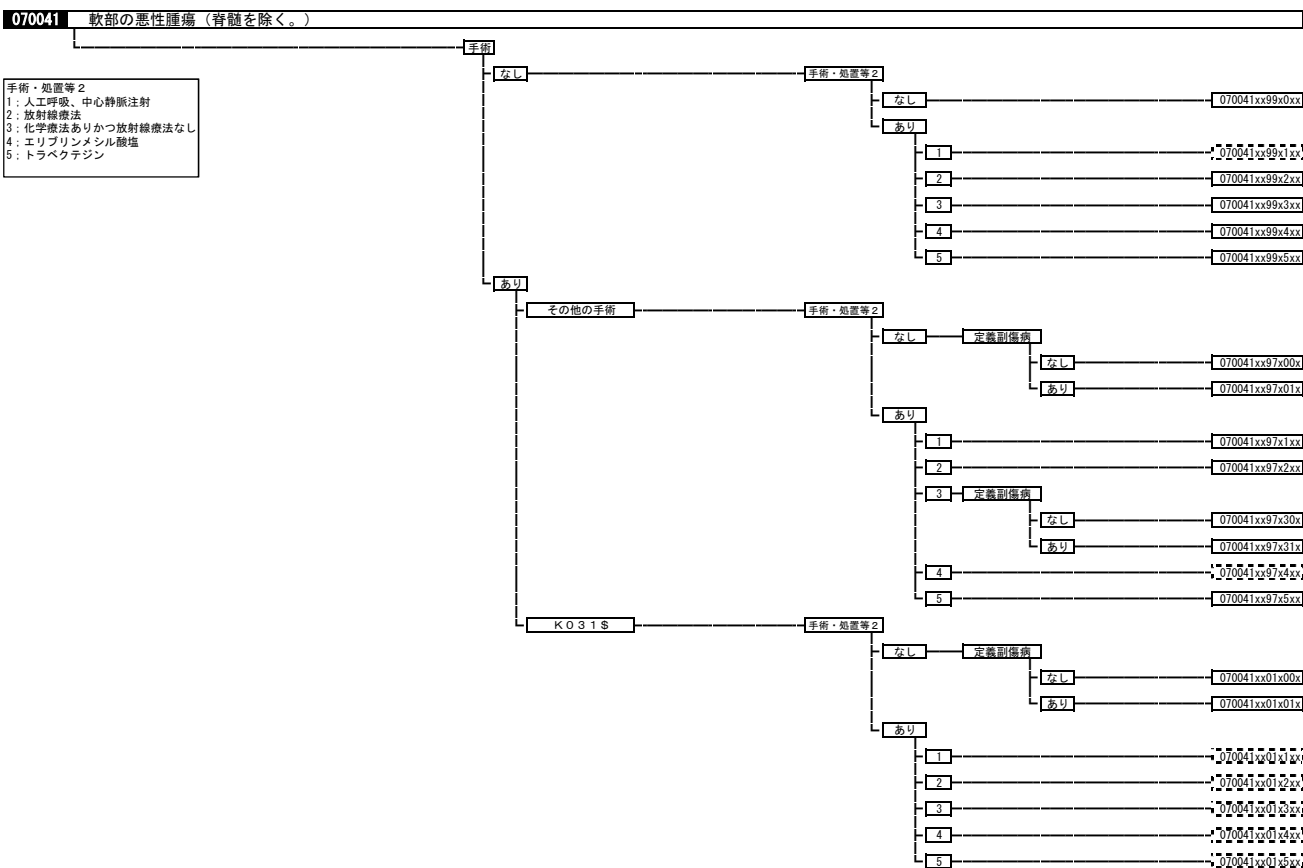 070041 軟部の悪性腫瘍（脊髄を除く。）
手術
なし 手術・処置等2
手術・処置等2
1；人工呼吸、中心静脈注射
2；放射線療法
3；化学療法ありかつ放射線療法なし
4；エリブリンメシル酸塩
5；トラベクテジン
なし 070041xx99x0xx
あり
1 070041xx99x1xx
2 070041xx99x2xx
3 070041xx99x3xx
4 070041xx99x4xx
5 070041xx99x5xx
あり
その他の手術 手術・処置等2
なし 定義副傷病
なし 070041xx97x00x
あり 070041xx97x01x
あり
1 070041xx97x1xx
2 070041xx97x2xx
3 定義副傷病
なし 070041xx97x30x
あり 070041xx97x31x
4 070041xx97x4xx
5 070041xx97x5xx
K031$ 手術・処置等2
なし 定義副傷病
なし 070041xx01x00x
あり 070041xx01x01x
あり
1 070041xx01x1xx
2 070041xx01x2xx
3 070041xx01x3xx
4 070041xx01x4xx
5 070041xx01x5xx